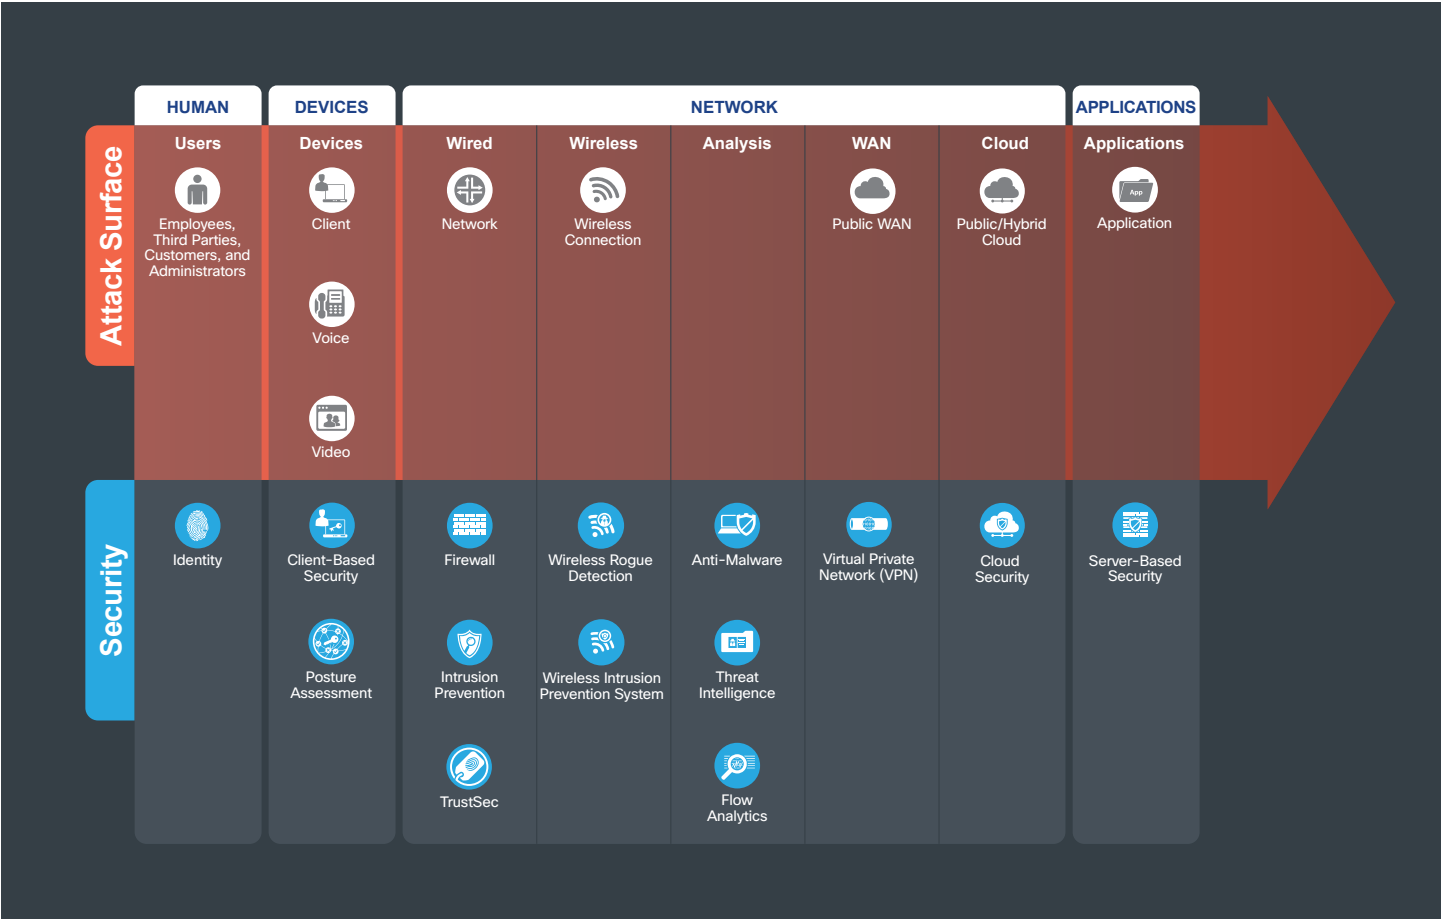 HUMAN
DEVICES
NETWORK
APPLICATIONS
Attack Surface
Users
Devices
Wired
Wireless
Analysis
WAN
Cloud
Applications
Employees,
Third Parties,
Customers, and
Administrators
Client
Voice
Video
Network
Wireless
Connection
Public WAN
Public/Hybrid
Cloud
App
Application
Security
Identity
Client-Based
Security
Posture
Assessment
Firewall
Intrusion
Prevention
TrustSec
Wireless Rogue
Detection
Wireless Intrusion
Prevention System
Anti-Malware
Threat
Intelligence
Flow
Analytics
Virtual Private
Network (VPN)
Cloud
Security
Server-Based
Security